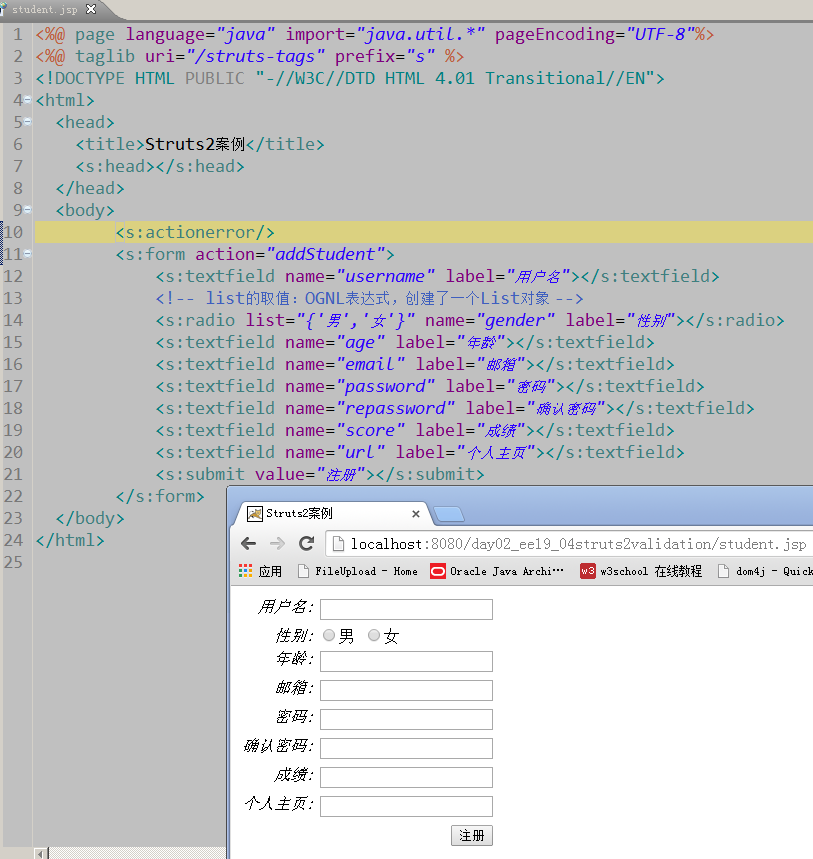 student.jsp
1 <%@ page language="java" import="java.util.*" pageEncoding="UTF-8"%>
2 <%@ taglib uri="/struts-tags" prefix="s" %>
3 <!DOCTYPE HTML PUBLIC "-//W3C//DTD HTML 4.01 Transitional//EN">
4 <html>
5 <head>
6 <title>Struts2案例</title>
7 <s:head></s:head>
8 </head>
9 <body>
10 <s:actionerror/>
11 <s:form action="addStudent">
12 <s:textfield name="username" label="用户名"></s:textfield>
13 <!-- list的取值：OGNL表达式，创建了一个List对象 -->
14 <s:radio list="{'男','女'}" name="gender" label="性别"></s:radio>
15 <s:textfield name="age" label="年龄"></s:textfield>
16 <s:textfield name="email" label="邮箱"></s:textfield>
17 <s:textfield name="password" label="密码"></s:textfield>
18 <s:textfield name="repassword" label="确认密码"></s:textfield>
19 <s:textfield name="score" label="成绩"></s:textfield>
20 <s:textfield name="url" label="个人主页"></s:textfield>
21 <s:submit value="注册"></s:submit>
22 </s:form>
23 </body>
24 </html>
25
Struts2案例
localhost:8080/day02_ee19_04struts2validation/student.jsp
应用 FileUpload - Home Oracle Java Archi… w3 w3school 在线教程 dom4j - Quick
用户名:
性别: 男 女
年龄:
邮箱:
密码:
确认密码:
成绩:
个人主页:
注册